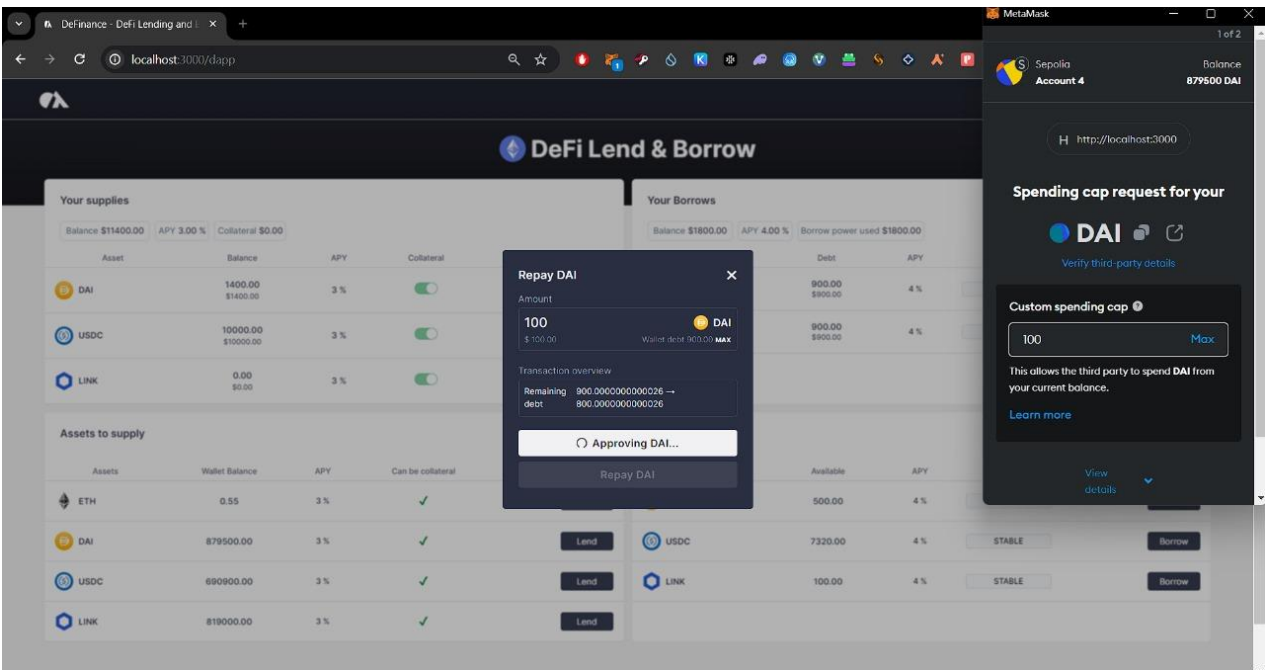 DeFinance - DeFi Lending and
localhost:3000/dapp
DeFi Lend & Borrow
Your supplies
Balance $11400.00 APY 3.00 % Collateral $0.00
Asset Balance APY Collateral
DAI 1400.00 3 %
$1400.00
USDC 10000.00 3 %
$10000.00
LINK 0.00 3 %
$0.00
Assets to supply
Assets Wallet Balance APY Can be collateral
ETH 0.55 3 % ✓
DAI 879500.00 3 % ✓ Lend
USDC 690900.00 3 % ✓ Lend
LINK 819000.00 3 % ✓ Lend
Your Borrows
Balance $1800.00 APY 4.00 % Borrow power used $1800.00
Debt APY
900.00 4 %
$900.00
900.00 4 %
$900.00
Available APY
500.00 4 %
USDC 7320.00 4 % STABLE Borrow
LINK 100.00 4 % STABLE Borrow
Repay DAI
Amount
100 DAI
$ 100.00 Wallet debt 900.00 MAX
Transaction overview
Remaining 900.0000000000026 →
debt 800.0000000000026
Approving DAI...
Repay DAI
MetaMask
1 of 2
Sepolia Balance
Account 4 879500 DAI
H http://localhost:3000
Spending cap request for your
DAI
Verify third-party details
Custom spending cap
100 Max
This allows the third party to spend DAI from
your current balance.
Learn more
View
details